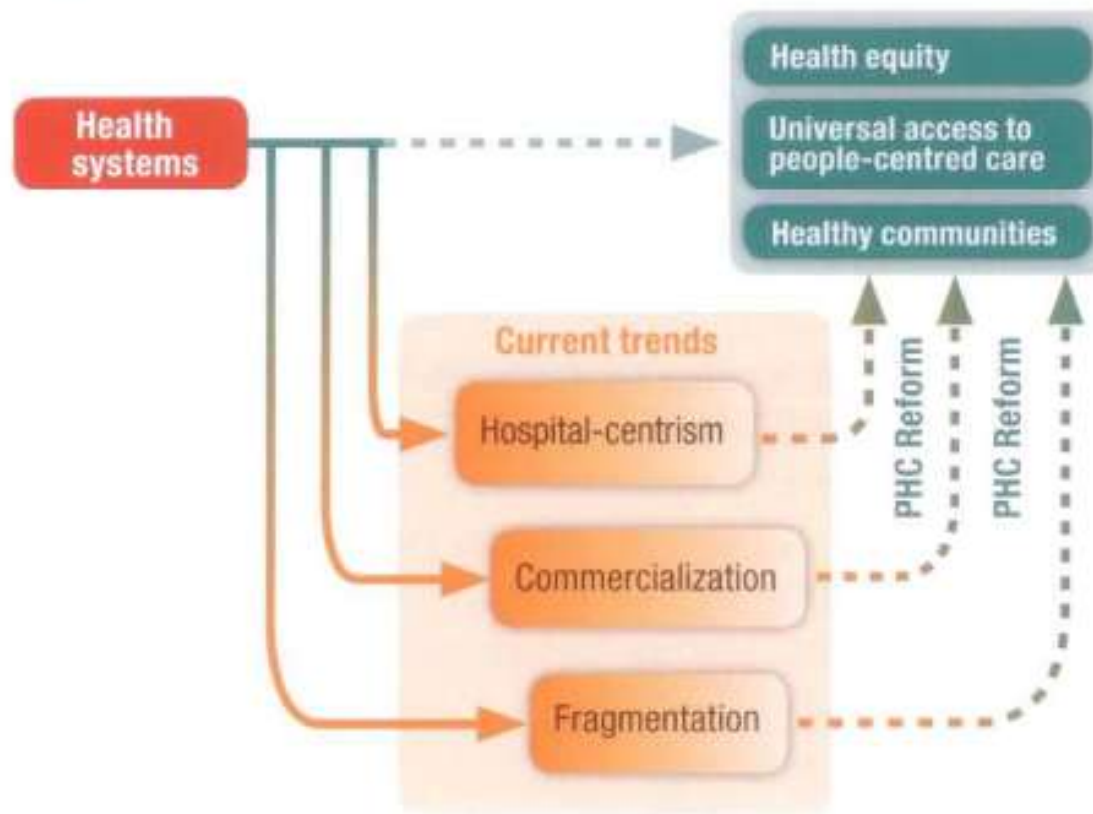 Health equity
Health
systems
Universal access to
people-centred care
Healthy communities
Current trends
Hospital-centrism
PHC Reform
PHC Reform
Commercialization
Fragmentation